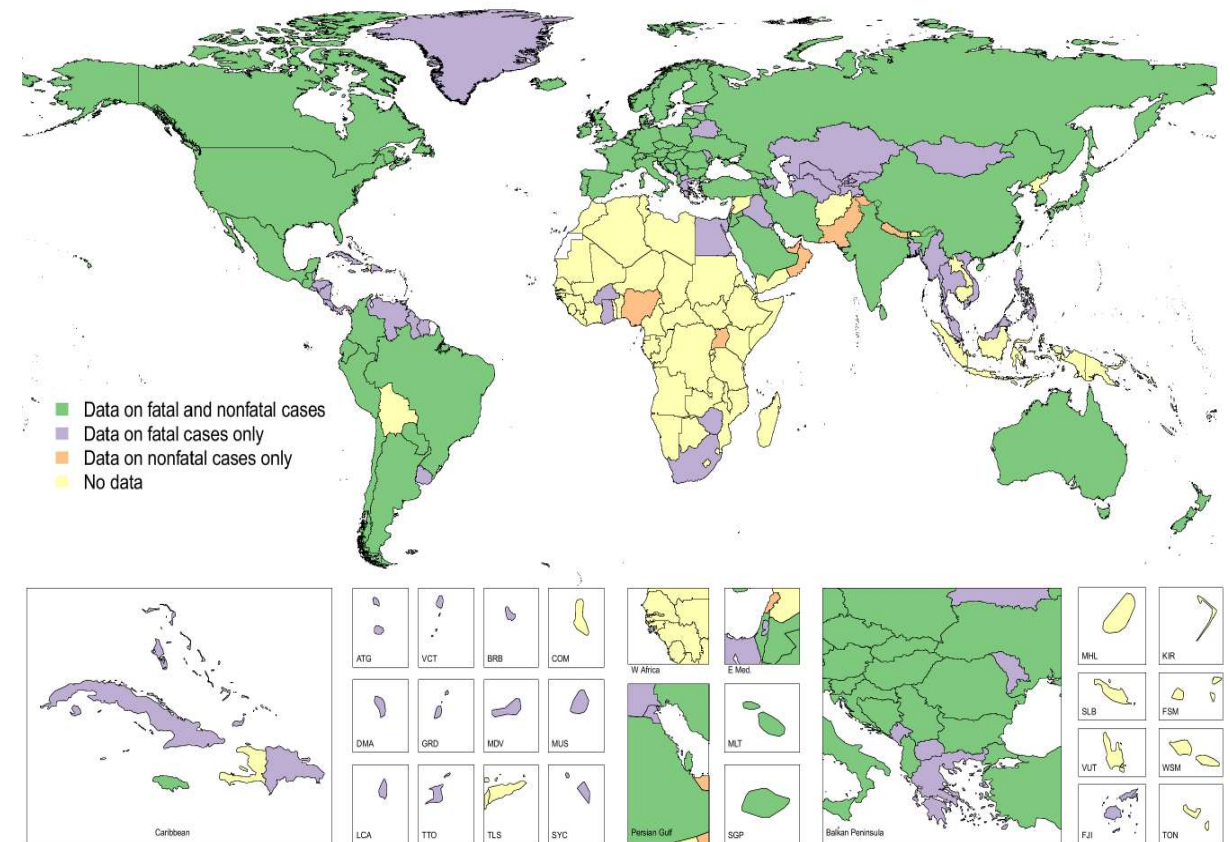 Data on fatal and nonfatal cases
Data on fatal cases only
Data on nonfatal cases only
No data
Caribbean
ATG
VCT
BRB
COM
DMA
GRD
MDV
MUS
LCA
TTO
TLS
SYC
W Africa
E Med.
Persian Gulf
MLT
SGP
Balkan Peninsula
MHL
KIR
SLB
FSM
VUT
WSM
FJI
TON